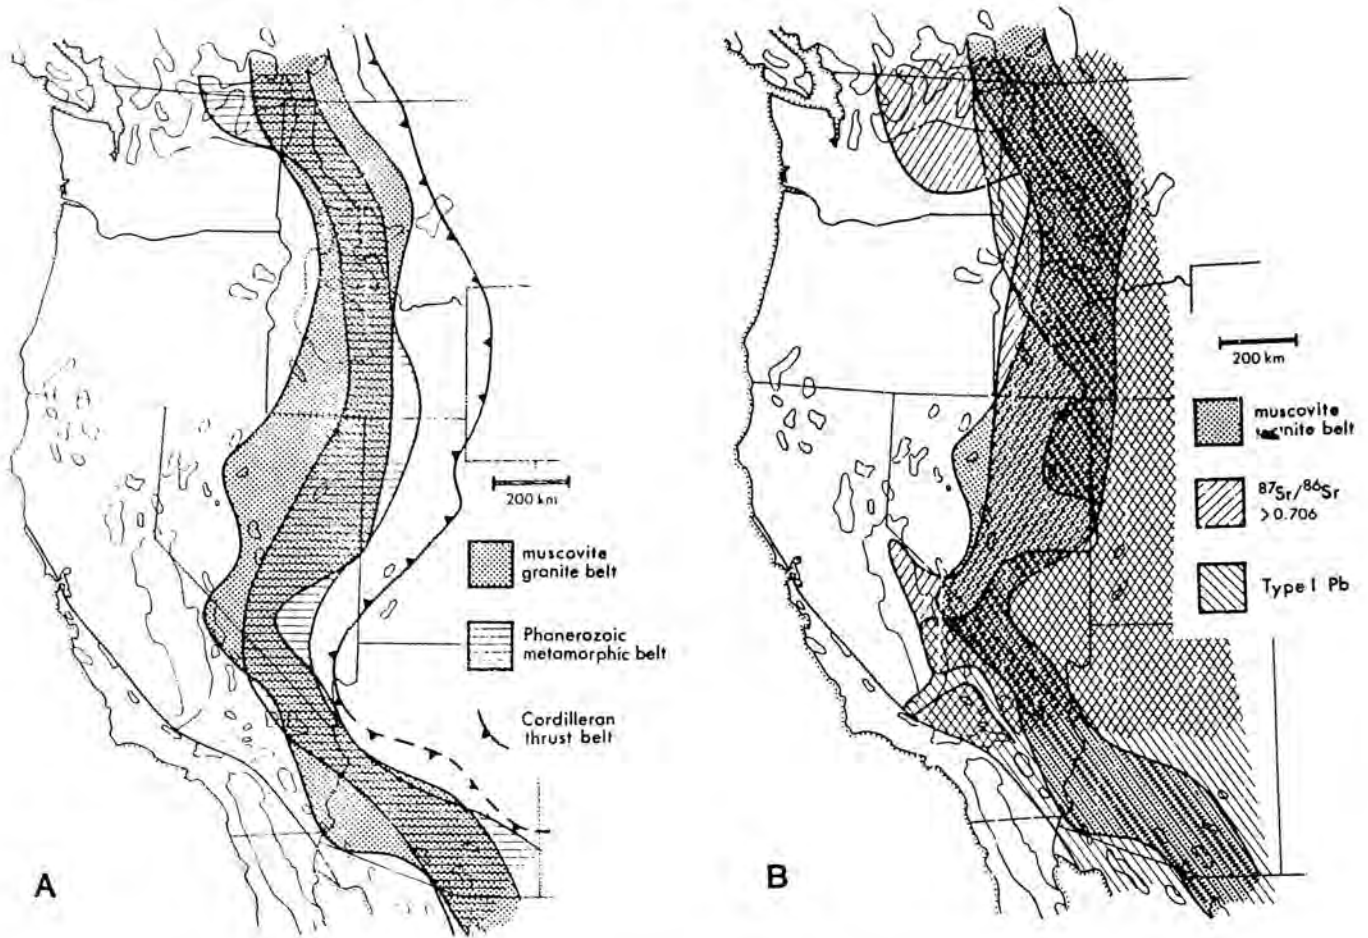 200 km
muscovite
granite belt
Phanerozoic
metamorphic belt
Cordilleran
thrust belt
A
200 km
muscovite
belt
87Sr/86Sr
>0.706
Type I Pb
B